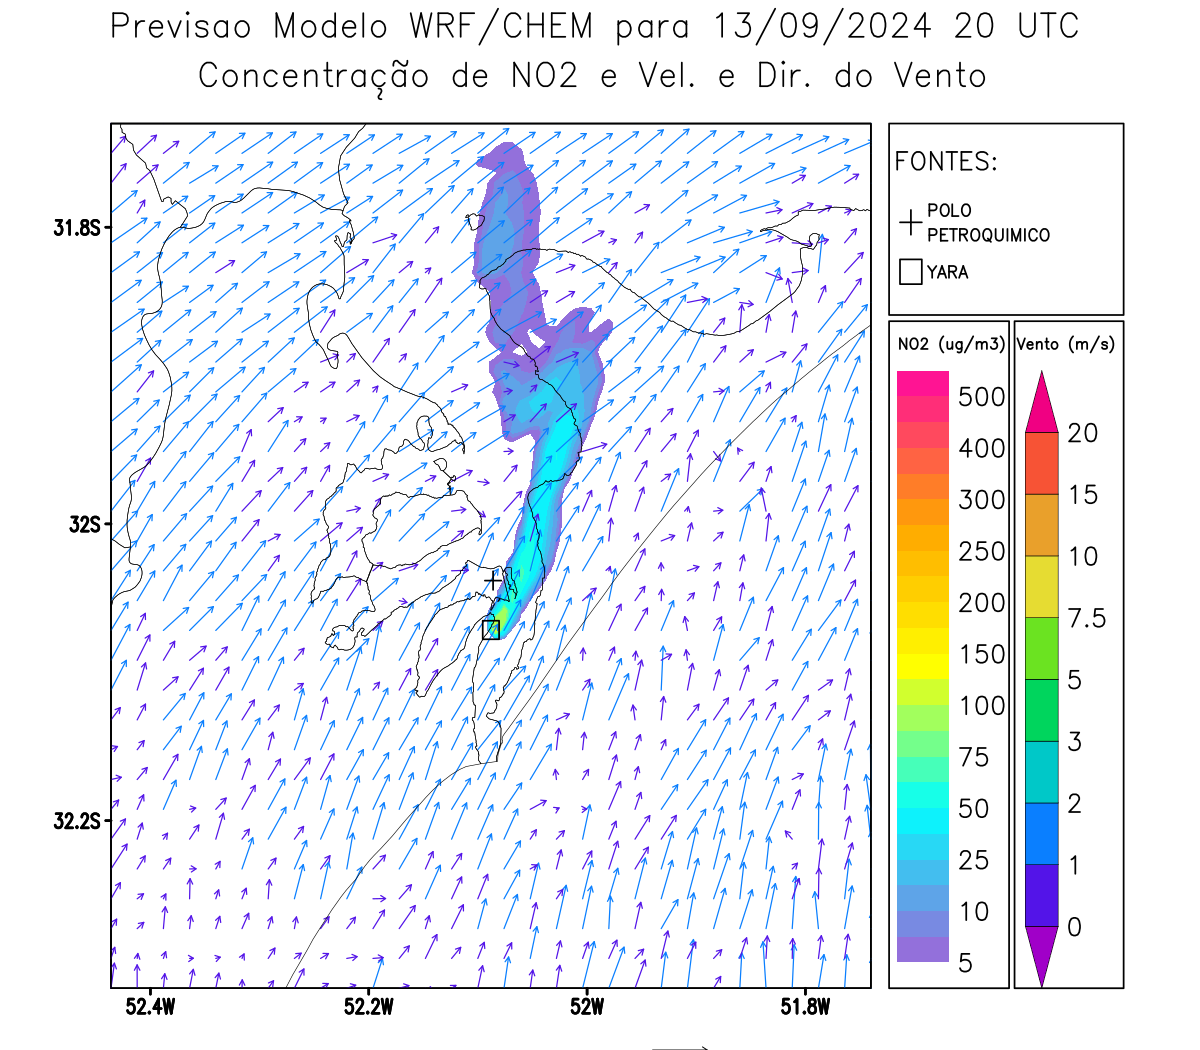 Previsao Modelo WRF/CHEM para 13/09/2024 20 UTC
Concentração de NO2 e Vel. e Dir. do Vento
FONTES:
POLO
PETROQUIMICO
YARA
NO2 (ug/m3)
500
400
300
250
200
150
100
75
50
25
10
5
Vento (m/s)
20
15
10
7.5
5
3
2
1
0
31.8S
32S
32.2S
52.4W
52.2W
52W
51.8W